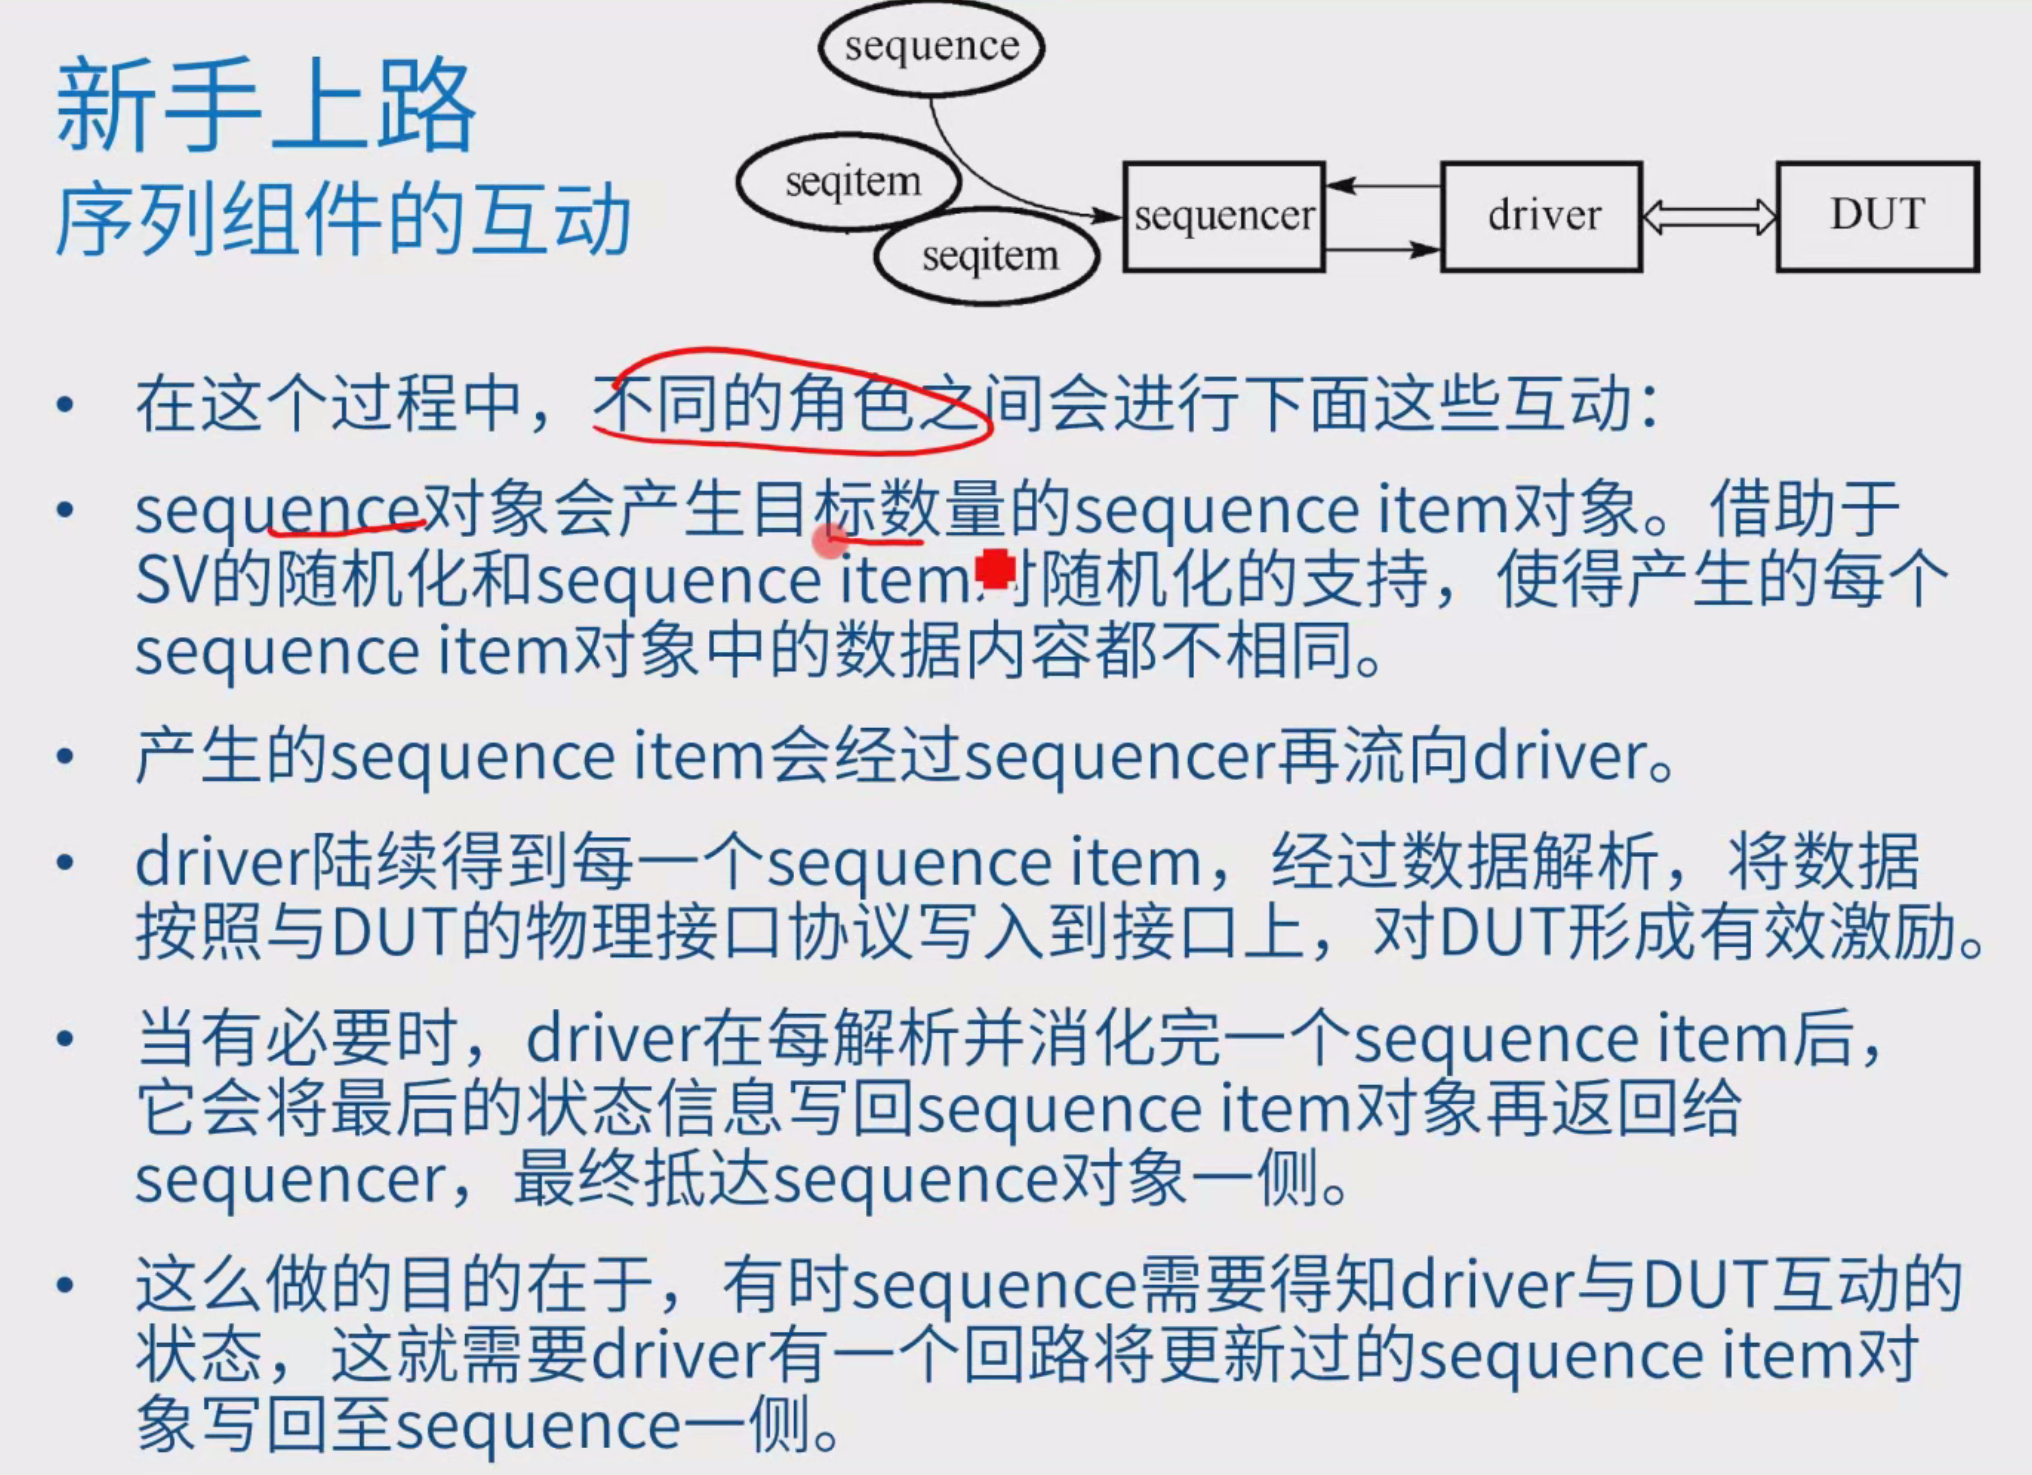 新手上路
序列组件的互动
sequence
seqitem
seqitem
sequencer
driver
DUT
• 在这个过程中，不同的角色之间会进行下面这些互动：
• sequence对象会产生目标数量的sequence item对象。借助于
SV的随机化和sequence item对随机化的支持，使得产生的每个
sequence item对象中的数据内容都不相同。
• 产生的sequence item会经过sequencer再流向driver。
• driver陆续得到每一个sequence item，经过数据解析，将数据
按照与DUT的物理接口协议写入到接口上，对DUT形成有效激励。
• 当有必要时，driver在每解析并消化完一个sequence item后，
它会将最后的状态信息写回sequence item对象再返回给
sequencer，最终抵达sequence对象一侧。
• 这么做的目的在于，有时sequence需要得知driver与DUT互动的
状态，这就需要driver有一个回路将更新过的sequence item对
象写回至sequence一侧。